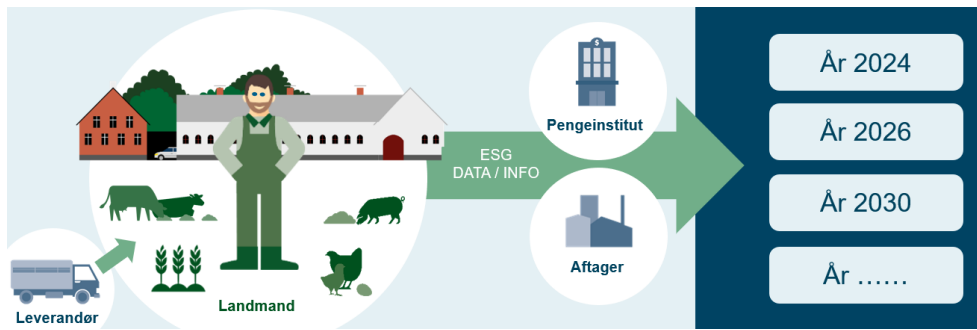 Leverandør
Landmand
ESG
DATA / INFO
$
Pengeinstitut
Aftager
År 2024
År 2026
År 2030
År ......